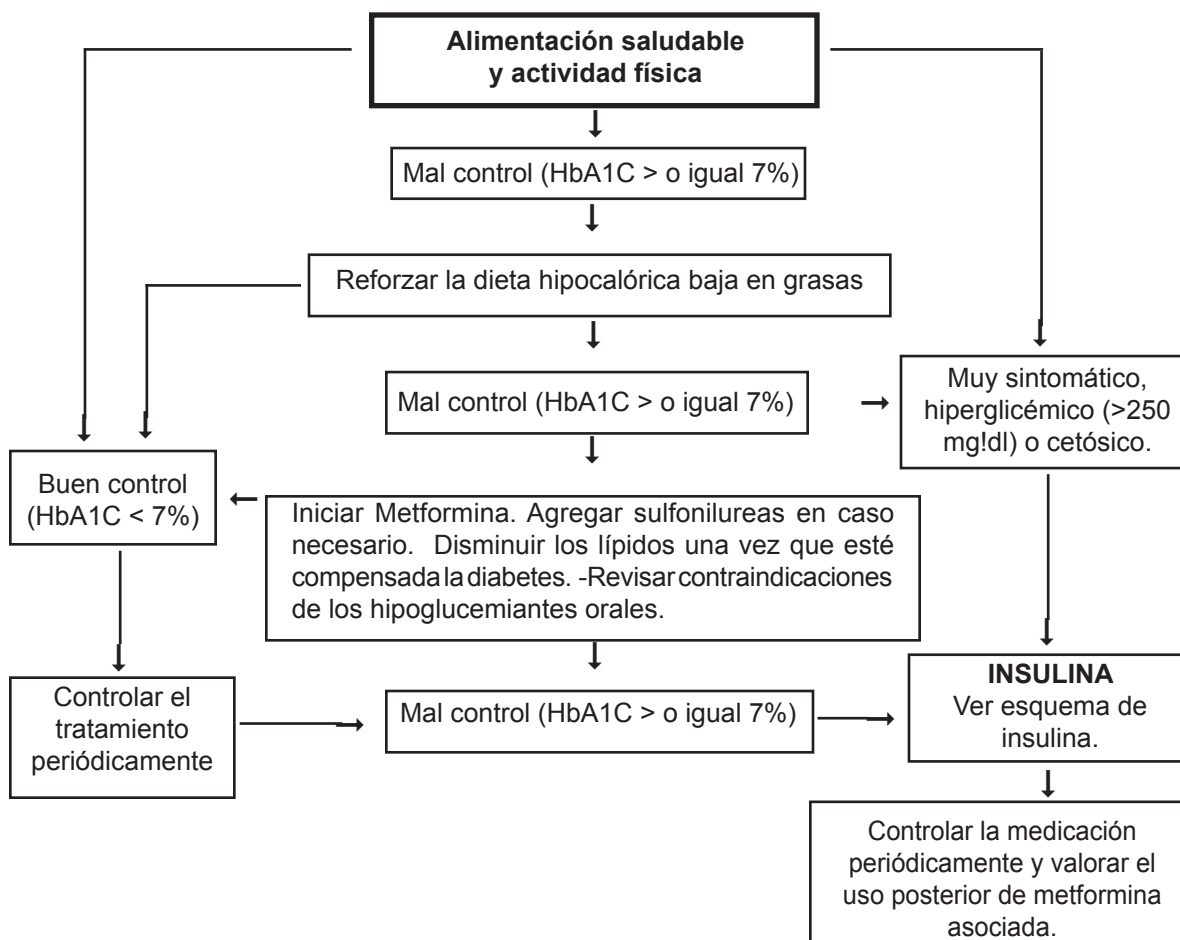 Alimentación saludable
y actividad física
Mal control (HbA1C > o igual 7%)
Reforzar la dieta hipocalórica baja en grasas
Mal control (HbA1C > o igual 7%)
Muy sintomático,
hiperglicémico (>250
mg!dl) o cetósico.
Buen control
(HbA1C < 7%)
Iniciar Metformina. Agregar sulfonilureas en caso
necesario. Disminuir los lípidos una vez que esté
compensada la diabetes. -Revisar contraindicaciones
de los hipoglucemiantes orales.
Controlar el
tratamiento
periódicamente
Mal control (HbA1C > o igual 7%)
INSULINA
Ver esquema de
insulina.
Controlar la medicación
periódicamente y valorar el
uso posterior de metformina
asociada.